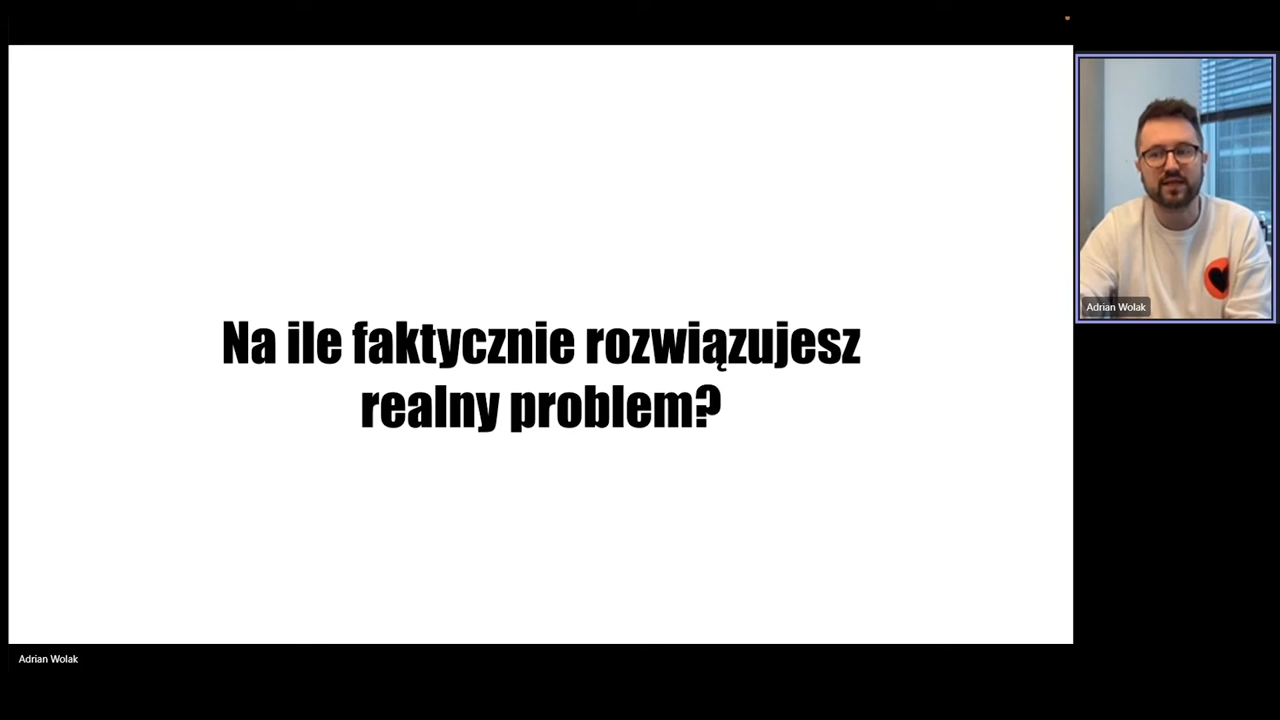 Na ile faktycznie rozwiązujesz
realny problem?
Adrian Wolak
Adrian Wolak